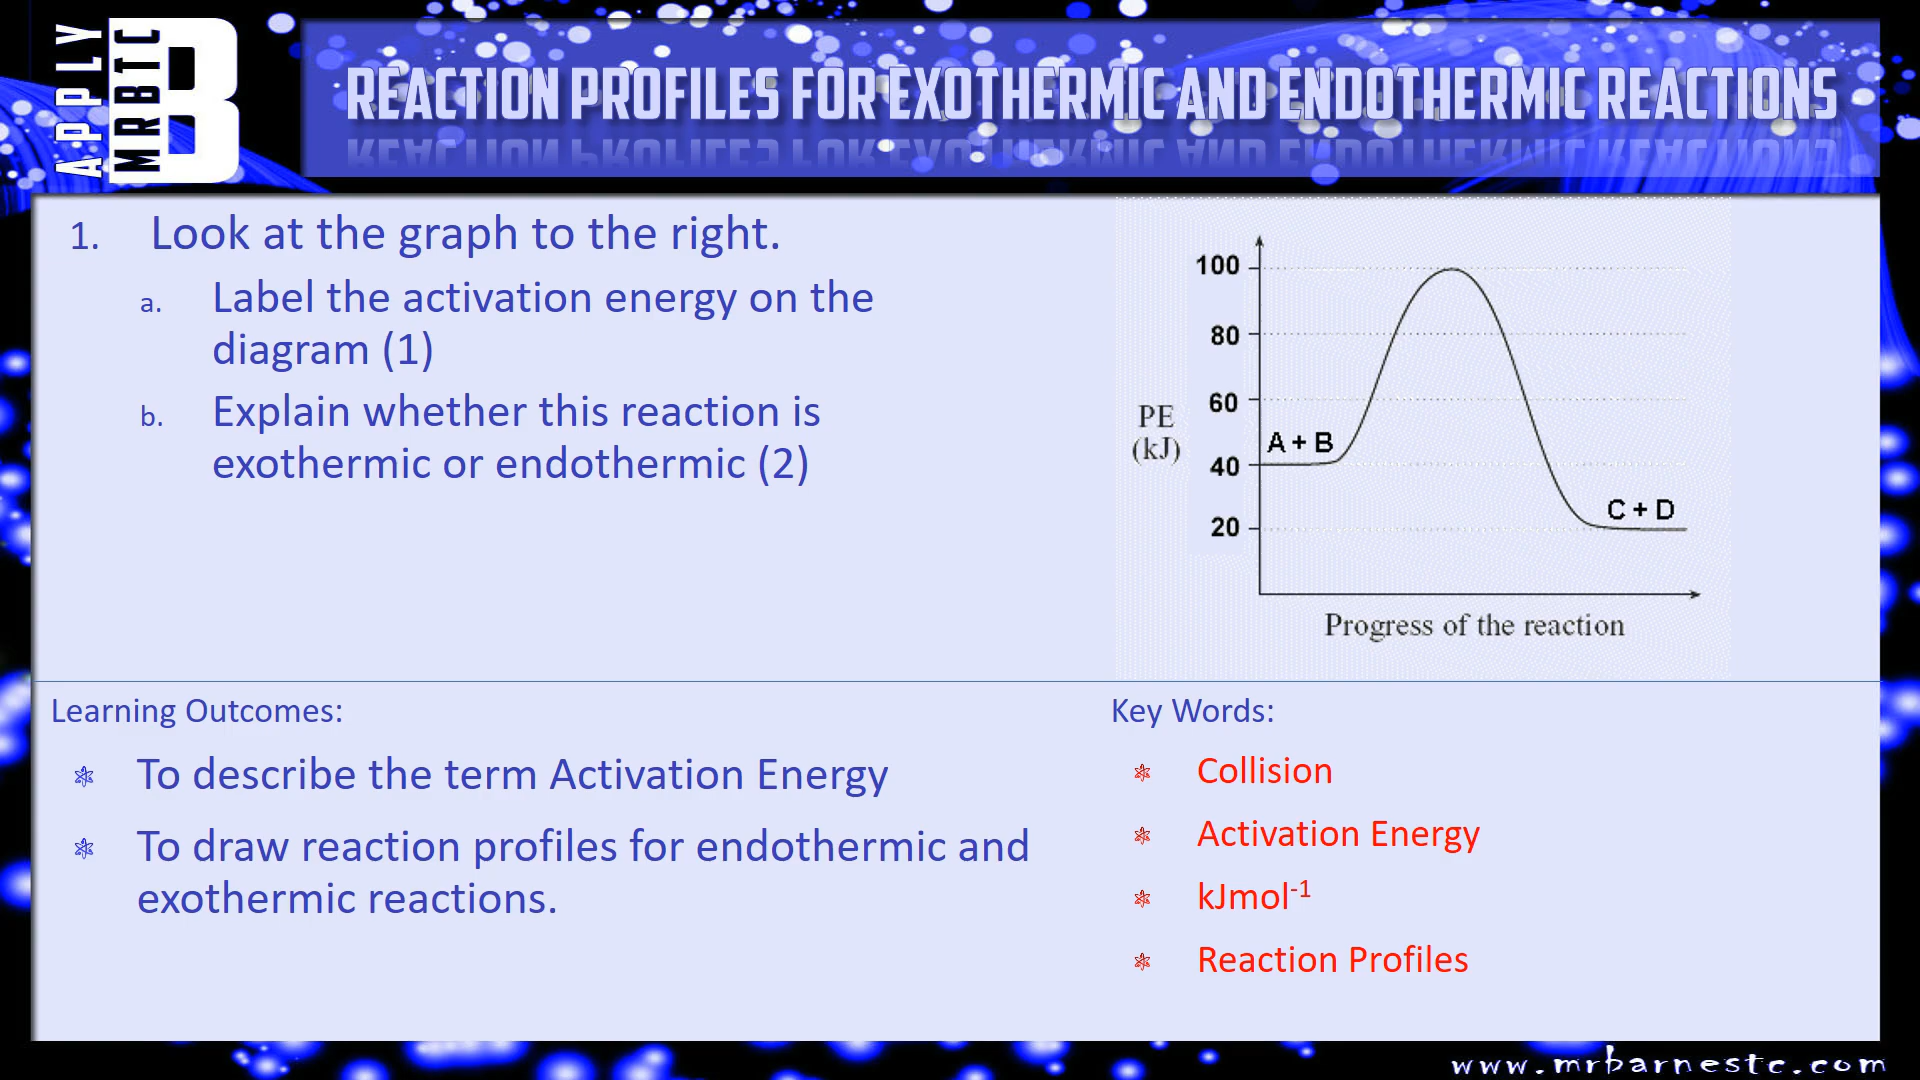 APPLY
MRBTC
B
REACTION PROFILES FOR EXOTHERMIC AND ENDOTHERMIC REACTIONS
1. Look at the graph to the right.
a. Label the activation energy on the
diagram (1)
b. Explain whether this reaction is
exothermic or endothermic (2)
100
80
60
40
20
PE
(kJ)
A + B
C + D
Progress of the reaction
Learning Outcomes:
To describe the term Activation Energy
To draw reaction profiles for endothermic and
exothermic reactions.
Key Words:
Collision
Activation Energy
kJmol⁻¹
Reaction Profiles
www.mrbarnestc.com